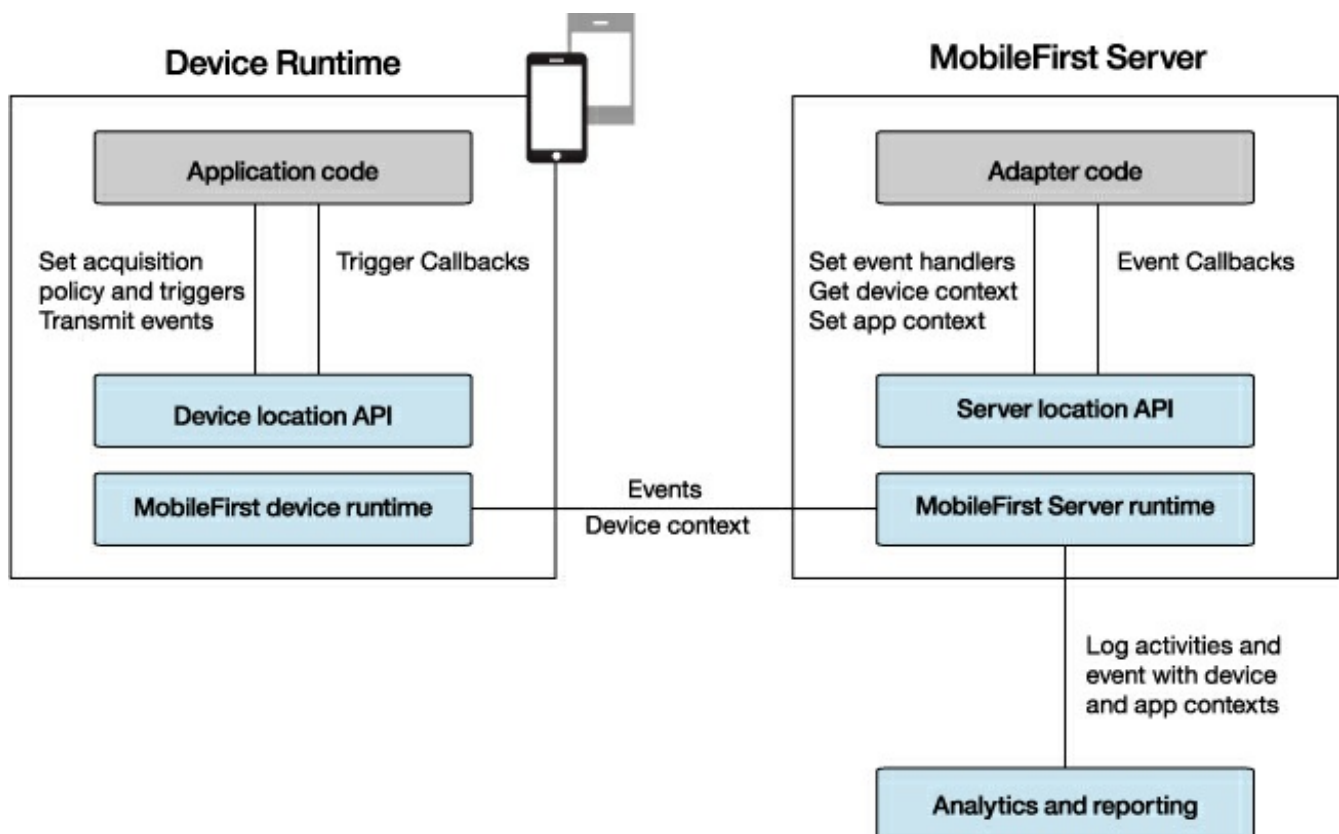 Device Runtime
MobileFirst Server
Application code
Adapter code
Set acquisition
policy and triggers
Transmit events
Trigger Callbacks
Set event handlers
Get device context
Set app context
Event Callbacks
Device location API
Server location API
MobileFirst device runtime
Events
Device context
MobileFirst Server runtime
Log activities and
event with device
and app contexts
Analytics and reporting